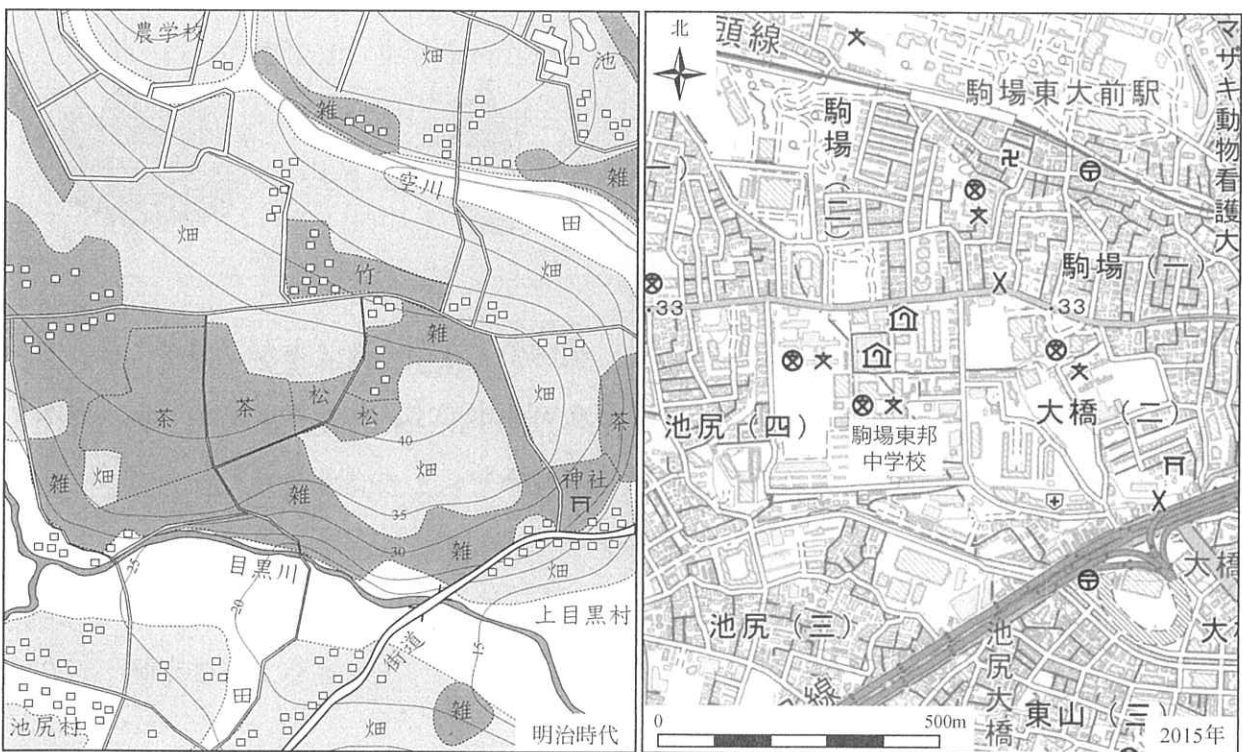 農学校
畑
池
雑
雑
空川
田
畑
畑
竹
雑
畑
茶
茶
松
松
茶
40
畑
畑
雑
雑
神社
35
雑
30
畑
目黒川
25
20
上目黒村
街道
15
田
雑
池尻村
畑
明治時代
北
頭線
駒場東大前駅
マザキ動物看護大
駒場(二)
一)
駒場(一)
.33
.33
池尻(四)
駒場東邦
中学校
大橋(二)
大橋
池尻(三)
池尻大橋
大
線
東山(三)
0
500m
2015年